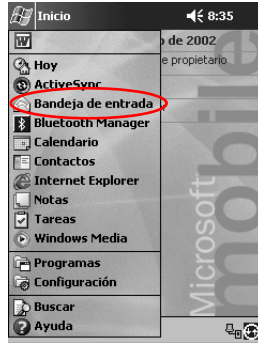 Inicio 8:35
de 2002
Hoy
e propietario
ActiveSync
Bandeja de entrada
Bluetooth Manager
Calendario
Contactos
Internet Explorer
Notas
Tareas
Windows Media
Programas
Configuración
Buscar
Ayuda
Microsoft
mobile